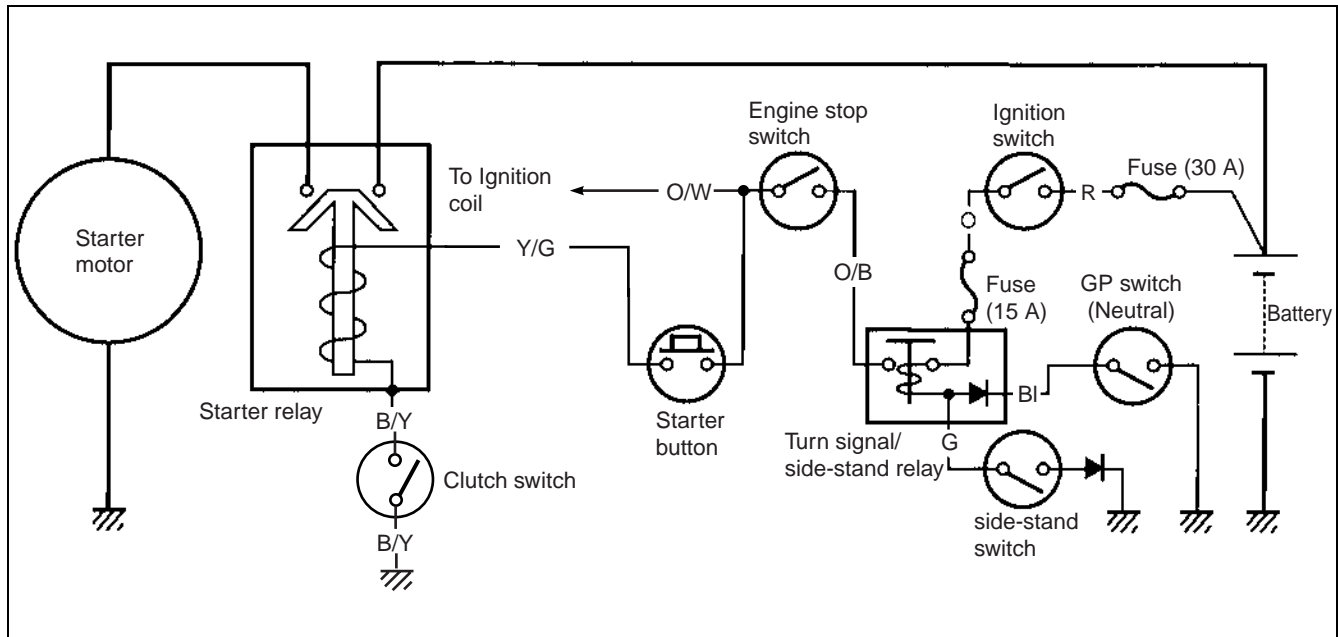 Engine stop
switch
Ignition
switch
Fuse (30 A)
To Ignition
coil
O/W
R
Starter
motor
Y/G
O/B
O
Fuse
(15 A)
GP switch
(Neutral)
Battery
Starter relay
B/Y
Starter
button
Turn signal/
side-stand relay
Bl
G
Clutch switch
side-stand
switch
B/Y